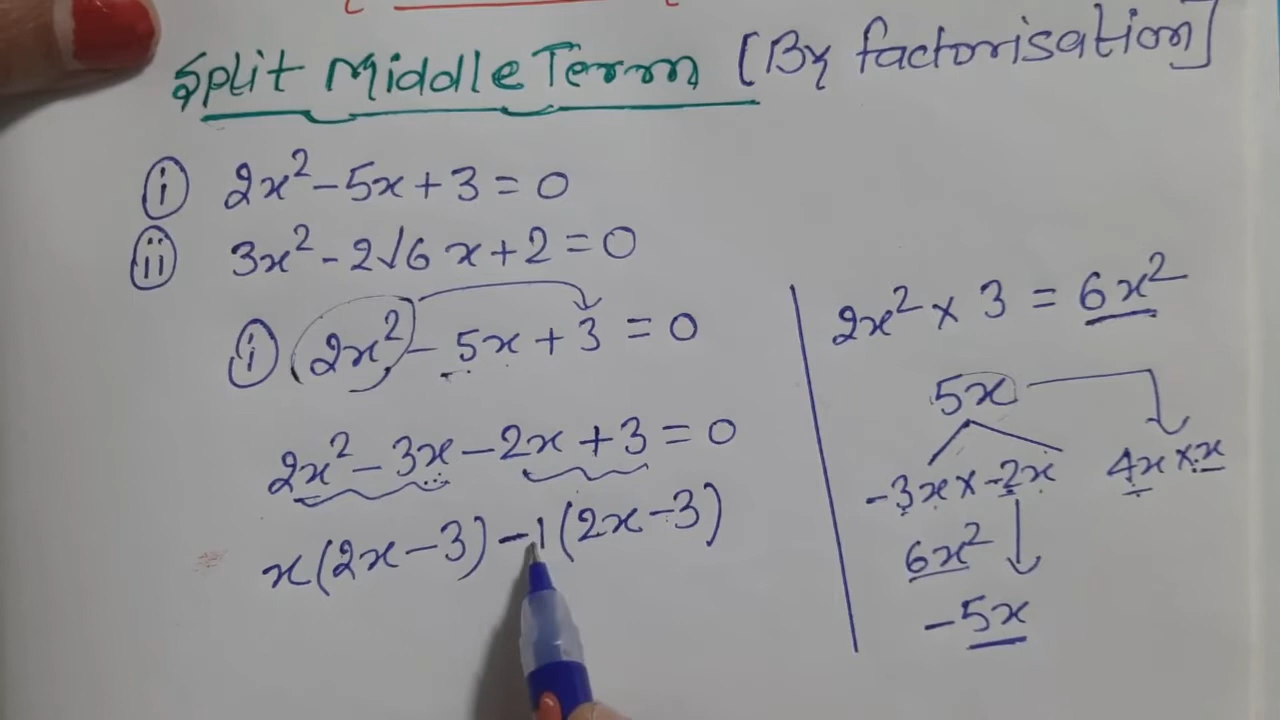 Split Middle Term [By factorisation]
(i) 2x² - 5x + 3 = 0
(ii) 3x² - 2√6 x + 2 = 0
(i) 2x² - 5x + 3 = 0
2x² - 3x - 2x + 3 = 0
x(2x - 3) - 1(2x - 3)
2x² × 3 = 6x²
5x
-3x × -2x 4x × x
6x²
-5x